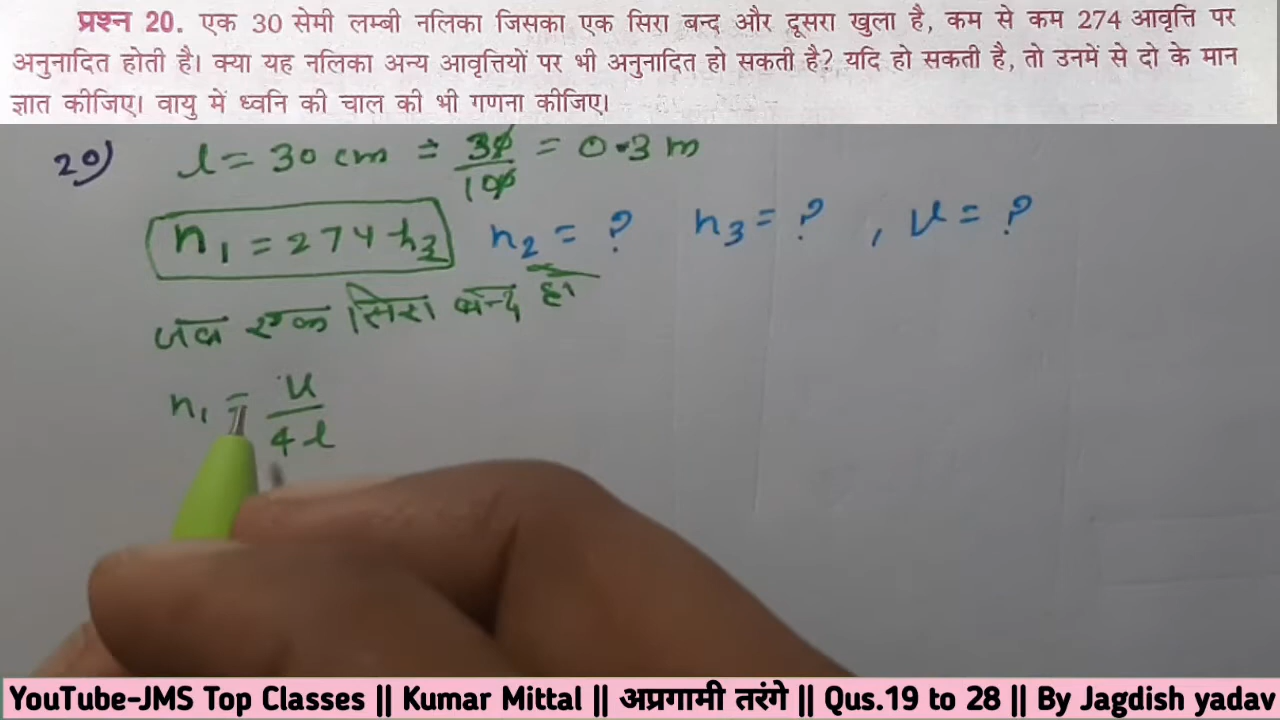 प्रश्न 20. एक 30 सेमी लम्बी नलिका जिसका एक सिरा बन्द और दूसरा खुला है, कम से कम 274 आवृत्ति पर
अनुनादित होती है। क्या यह नलिका अन्य आवृत्तियों पर भी अनुनादित हो सकती है? यदि हो सकती है, तो उनमें से दो के मान
ज्ञात कीजिए। वायु में ध्वनि की चाल की भी गणना कीजिए।
20) l = 30 cm = 30/100 = 0.3 m
n₁ = 274 hz n₂ = ? n₃ = ? , v = ?
जब एक सिरा बन्द हो
n₁ = v/4l
YouTube-JMS Top Classes || Kumar Mittal || अप्रगामी तरंगे || Qus.19 to 28 || By Jagdish yadav